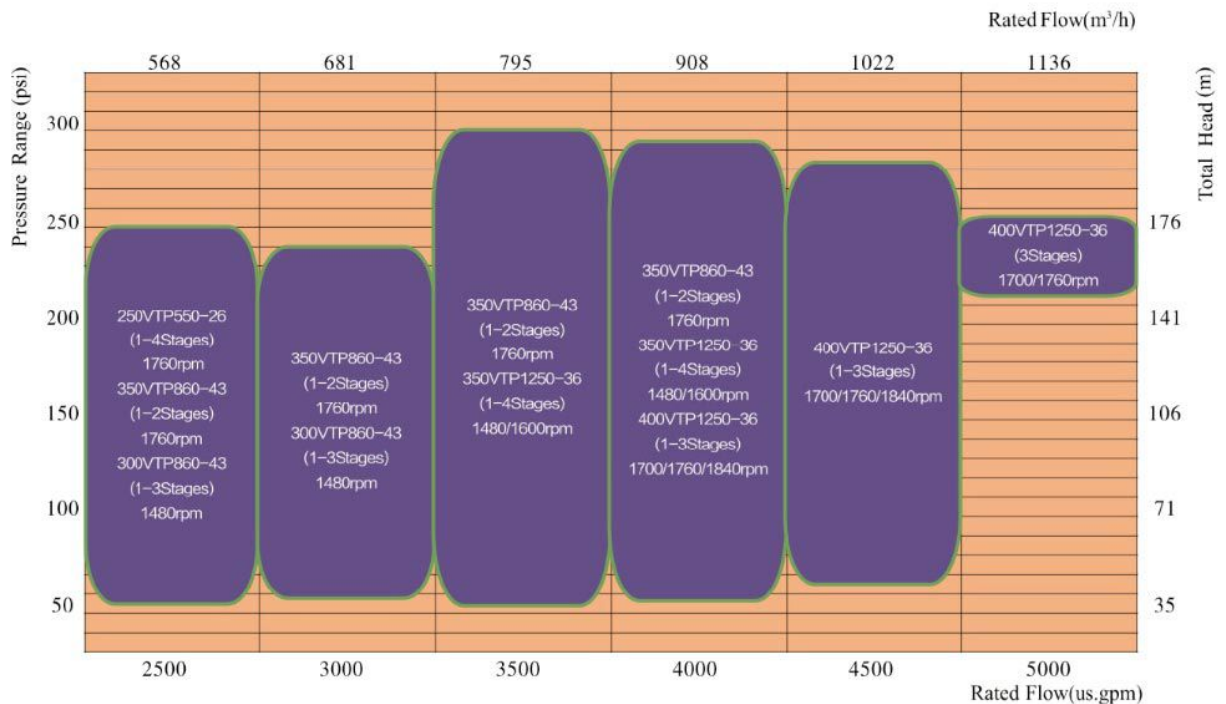 Rated Flow(m³/h)
568 681 795 908 1022 1136
Pressure Range (psi)
300
250
200
150
100
50
250VTP550-26
(1-4Stages)
1760rpm
350VTP860-43
(1-2Stages)
1760rpm
300VTP860-43
(1-3Stages)
1480rpm
350VTP860-43
(1-2Stages)
1760rpm
300VTP860-43
(1-3Stages)
1480rpm
350VTP860-43
(1-2Stages)
1760rpm
350VTP1250-36
(1-4Stages)
1480/1600rpm
350VTP860-43
(1-2Stages)
1760rpm
350VTP1250-36
(1-4Stages)
1480/1600rpm
400VTP1250-36
(1-3Stages)
1700/1760/1840rpm
400VTP1250-36
(1-3Stages)
1700/1760/1840rpm
400VTP1250-36
(3Stages)
1700/1760rpm
Total Head (m)
176
141
106
71
35
2500 3000 3500 4000 4500 5000
Rated Flow(us.gpm)